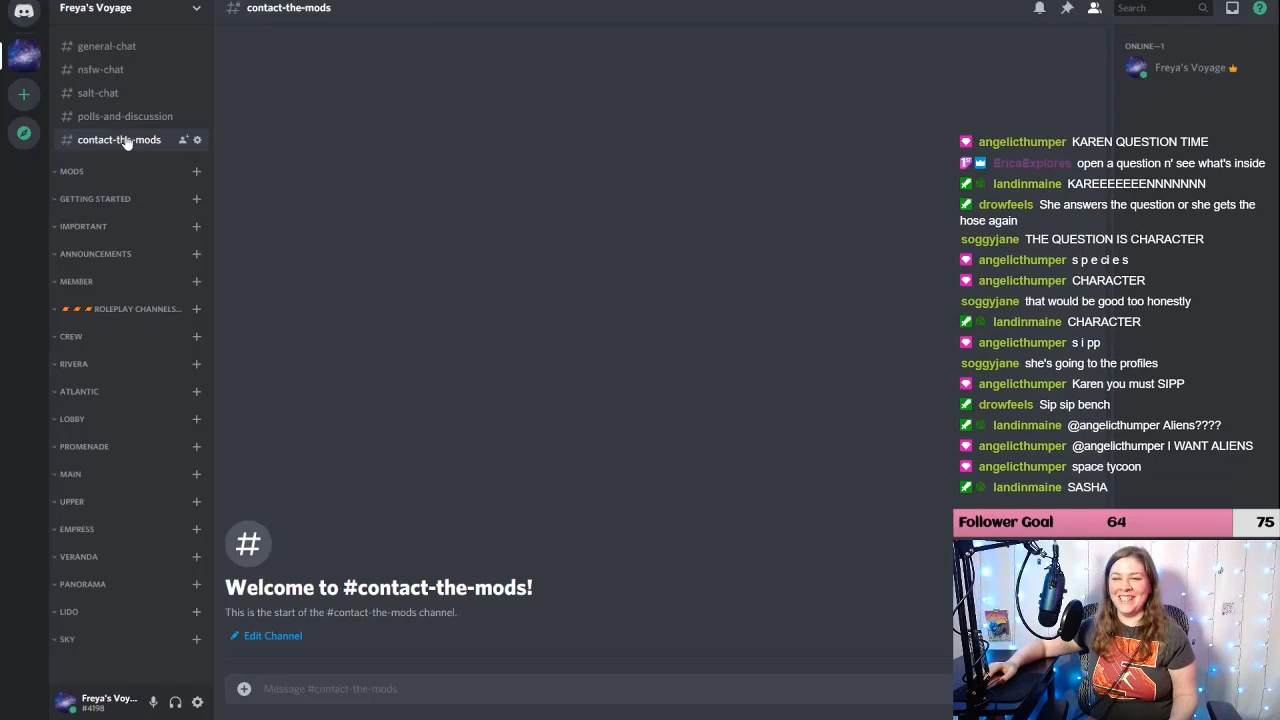 Freya's Voyage
general-chat
nsfw-chat
salt-chat
polls-and-discussion
contact-the-mods
MODS
GETTING STARTED
IMPORTANT
ANNOUNCEMENTS
MEMBER
ROLEPLAY CHANNELS...
CREW
RIVERA
ATLANTIC
LOBBY
PROMENADE
MAIN
UPPER
EMPRESS
VERANDA
PANORAMA
LIDO
SKY
Freya's Voy...
#4198
# contact-the-mods
Search
Welcome to #contact-the-mods!
This is the start of the #contact-the-mods channel.
Edit Channel
Message #contact-the-mods
ONLINE—1
Freya's Voyage
angelicthumper KAREN QUESTION TIME
1st EricaExplores open a question n' see what's inside
landinmaine KAREEEEEEENNNNNNN
drowfeels She answers the question or she gets the
hose again
soggyjane THE QUESTION IS CHARACTER
angelicthumper s p e ci e s
angelicthumper CHARACTER
soggyjane that would be good too honestly
landinmaine CHARACTER
angelicthumper s i pp
soggyjane she's going to the profiles
angelicthumper Karen you must SIPP
drowfeels Sip sip bench
landinmaine @angelicthumper Aliens????
angelicthumper @angelicthumper I WANT ALIENS
angelicthumper space tycoon
landinmaine SASHA
Follower Goal 64 75